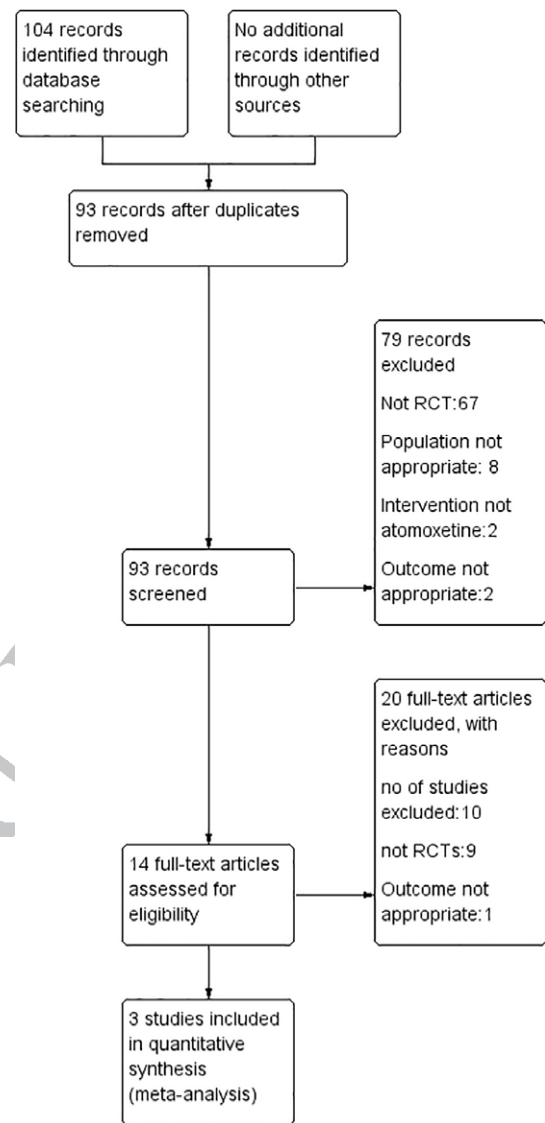 104 records
identified through
database
searching
No additional
records identified
through other
sources
93 records after duplicates
removed
79 records
excluded
Not RCT:67
Population not
appropriate: 8
Intervention not
atomoxetine:2
Outcome not
appropriate:2
93 records
screened
20 full-text articles
excluded, with
reasons
no of studies
excluded:10
not RCTs:9
Outcome not
appropriate:1
14 full-text articles
assessed for
eligibility
3 studies included
in quantitative
synthesis
(meta-analysis)